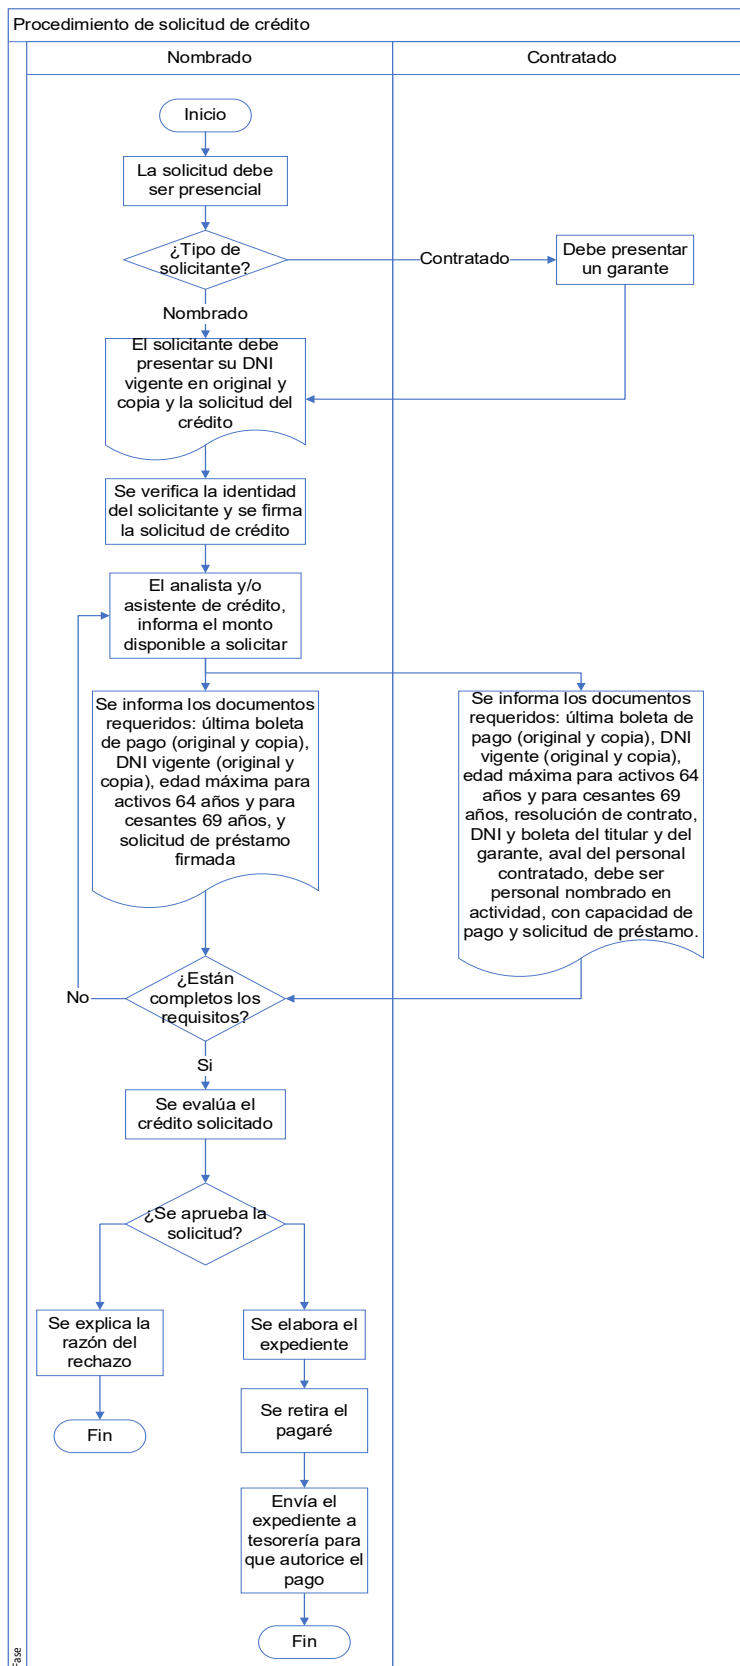 Procedimiento de solicitud de crédito
Nombrado
Contratado
Inicio
La solicitud debe
ser presencial
¿Tipo de
solicitante?
Contratado
Debe presentar
un garante
Nombrado
El solicitante debe
presentar su DNI
vigente en original y
copia y la solicitud del
crédito
Se verifica la identidad
del solicitante y se firma
la solicitud de crédito
El analista y/o
asistente de crédito,
informa el monto
disponible a solicitar
Se informa los documentos
requeridos: última boleta
de pago (original y copia),
DNI vigente (original y
copia), edad máxima para
activos 64 años y para
cesantes 69 años, y
solicitud de préstamo
firmada
Se informa los documentos
requeridos: última boleta de
pago (original y copia), DNI
vigente (original y copia),
edad máxima para activos 64
años y para cesantes 69
años, resolución de contrato,
DNI y boleta del titular y del
garante, aval del personal
contratado, debe ser
personal nombrado en
actividad, con capacidad de
pago y solicitud de préstamo.
¿Están
completos los
requisitos?
No
Si
Se evalúa el
crédito solicitado
¿Se aprueba la
solicitud?
Se explica la
razón del
rechazo
Fin
Se elabora el
expediente
Se retira el
pagaré
Envía el
expediente a
tesorería para
que autorice el
pago
Fin
Fase